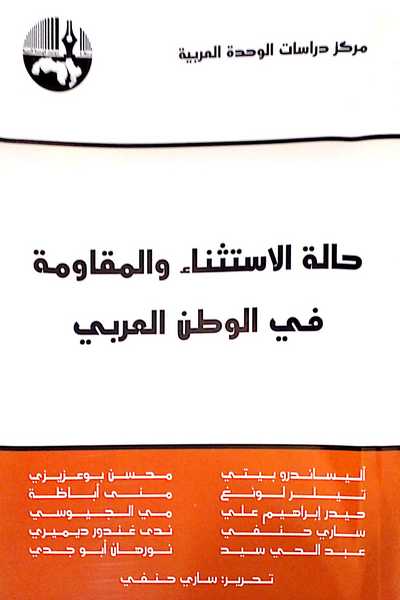 مركز دراسات الوحدة العربية
حالة الاستثناء والمقاومة
في الوطن العربي
أليساندرو بيتي
محسن بوعزيزي
تيلر لونغ
منى أباظة
حيدر إبراهيم علي
مي الجيوسي
ساري حنفي
ندى غندور ديميري
عبد الحي سيد
نورهان أبو جدي
تحرير: ساري حنفي